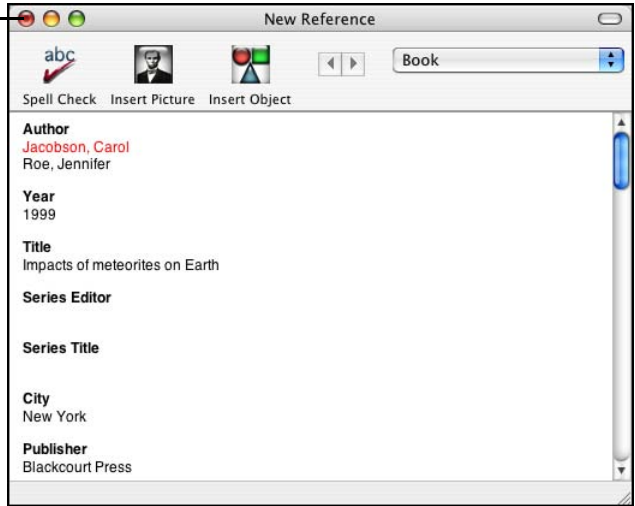 New Reference
abc
Book
Spell Check Insert Picture Insert Object
Author
Jacobson, Carol
Roe, Jennifer
Year
1999
Title
Impacts of meteorites on Earth
Series Editor
Series Title
City
New York
Publisher
Blackcourt Press